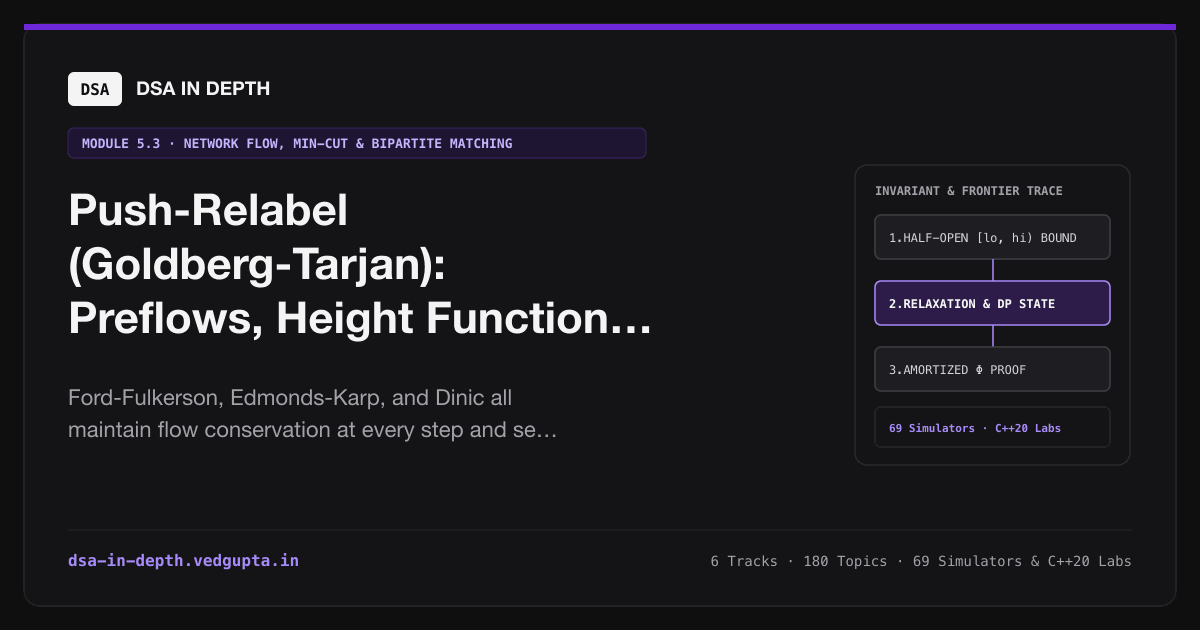 DSA
DSA IN DEPTH
MODULE 5.3 · NETWORK FLOW, MIN-CUT & BIPARTITE MATCHING
Push-Relabel
(Goldberg-Tarjan):
Preflows, Height Function...
Ford-Fulkerson, Edmonds-Karp, and Dinic all
maintain flow conservation at every step and se...
INVARIANT & FRONTIER TRACE
1.HALF-OPEN [lo, hi) BOUND
2.RELAXATION & DP STATE
3.AMORTIZED Φ PROOF
69 Simulators · C++20 Labs
dsa-in-depth.vedgupta.in
6 Tracks · 180 Topics · 69 Simulators & C++20 Labs